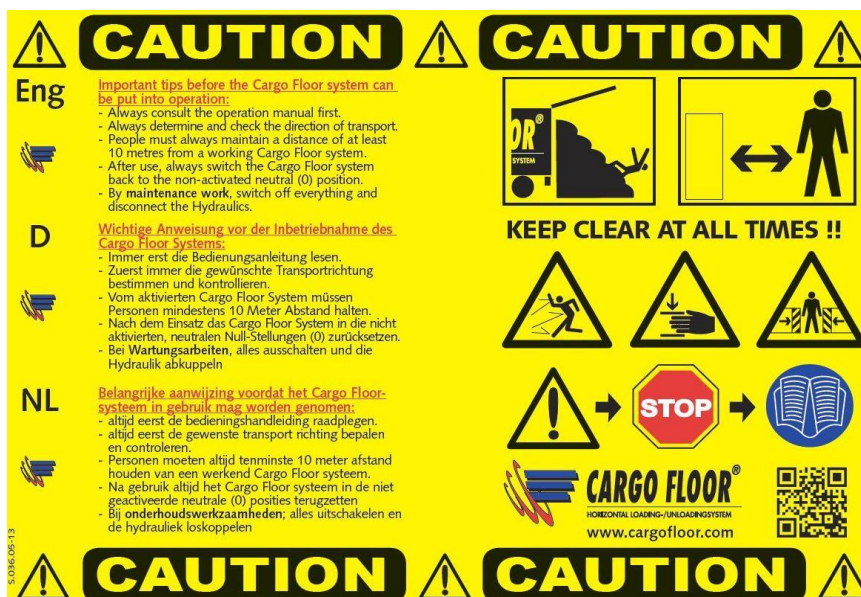 CAUTION
CAUTION
Eng
Important tips before the Cargo Floor system can
be put into operation:
- Always consult the operation manual first.
- Always determine and check the direction of transport.
- People must always maintain a distance of at least
10 metres from a working Cargo Floor system.
- After use, always switch the Cargo Floor system
back to the non-activated neutral (0) position.
- By maintenance work, switch off everything and
disconnect the Hydraulics.
D
Wichtige Anweisung vor der Inbetriebnahme des
Cargo Floor Systems:
- Immer erst die Bedienungsanleitung lesen.
- Zuerst immer die gewünschte Transportrichtung
bestimmen und kontrollieren.
- Vom aktivierten Cargo Floor System müssen
Personen mindestens 10 Meter Abstand halten.
- Nach dem Einsatz das Cargo Floor System in die nicht
aktivierten, neutralen Null-Stellungen (0) zurücksetzen.
- Bei Wartungsarbeiten, alles ausschalten und die
Hydraulik abkuppeln
NL
Belangrijke aanwijzing voordat het Cargo Floor-
systeem in gebruik mag worden genomen:
- altijd eerst de bedieningshandleiding raadplegen.
- altijd eerst de gewenste transport richting bepalen
en controleren.
- Personen moeten altijd tenminste 10 meter afstand
houden van een werkend Cargo Floor systeem.
- Na gebruik altijd het Cargo Floor systeem in de niet
geactiveerde neutrale (0) posities terugzetten
- Bij onderhoudswerkzaamheden; alles uitschakelen en
de hydrauliek loskoppelen
S.036.05-13
OR®
SYSTEM
KEEP CLEAR AT ALL TIMES !!
STOP
CARGO FLOOR®
HORIZONTAL LOADING-/UNLOADINGSYSTEM
www.cargofloor.com
CAUTION
CAUTION